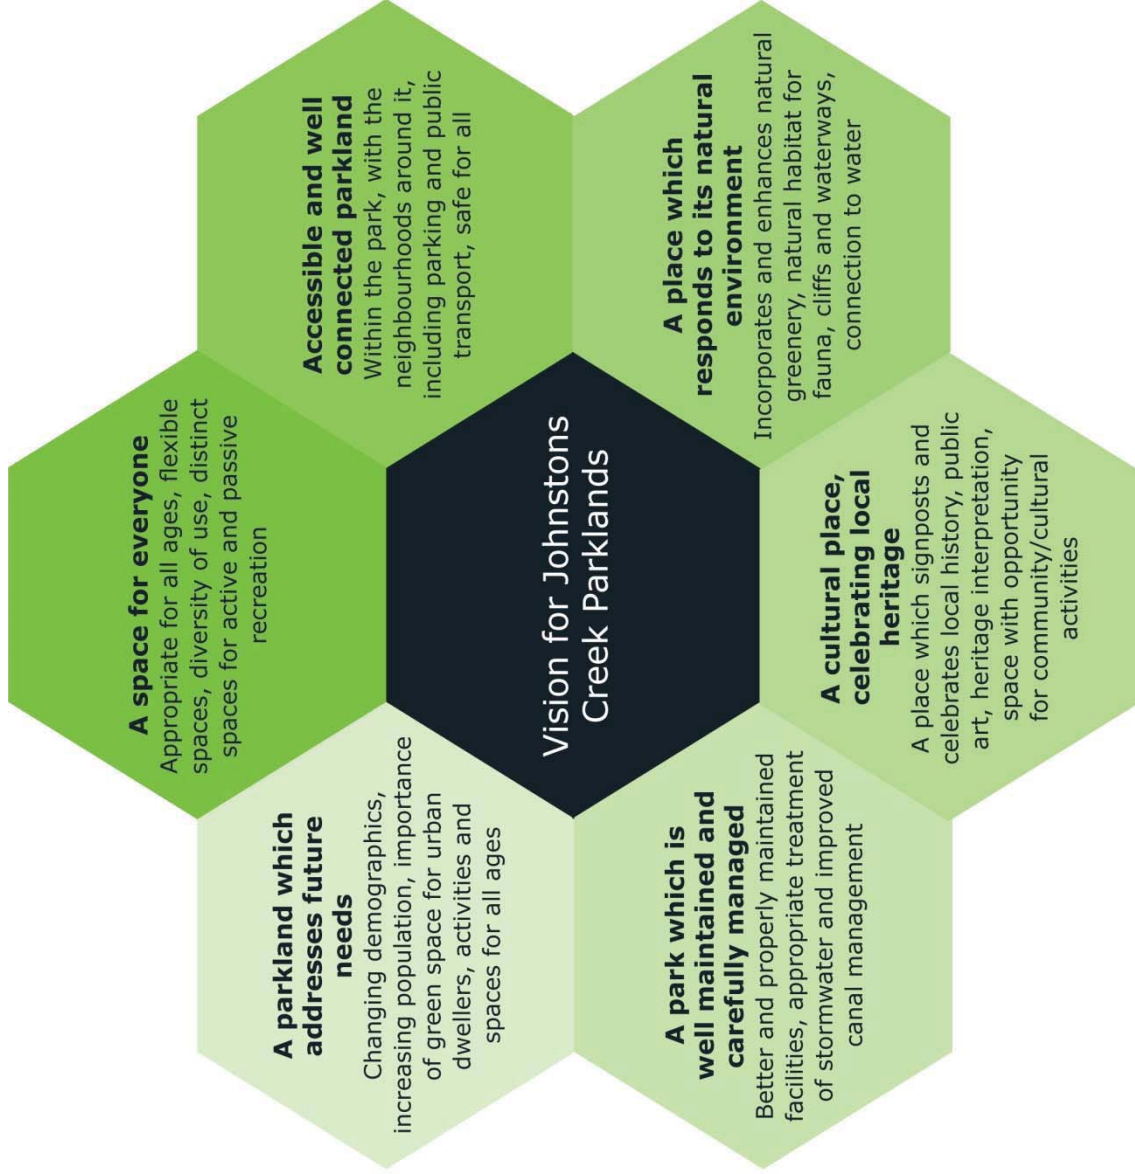 A space for everyone
Appropriate for all ages, flexible
spaces, diversity of use, distinct
spaces for active and passive
recreation
Accessible and well
connected parkland
Within the park, with the
neighbourhoods around it,
including parking and public
transport, safe for all
A place which
responds to its natural
environment
Incorporates and enhances natural
greenery, natural habitat for
fauna, cliffs and waterways,
connection to water
A cultural place,
celebrating local
heritage
A place which signposts and
celebrates local history, public
art, heritage interpretation,
space with opportunity
for community/cultural
activities
A park which is
well maintained and
carefully managed
Better and properly maintained
facilities, appropriate treatment
of stormwater and improved
canal management
A parkland which
addresses future
needs
Changing demographics,
increasing population, importance
of green space for urban
dwellers, activities and
spaces for all ages
Vision for Johnstons
Creek Parklands